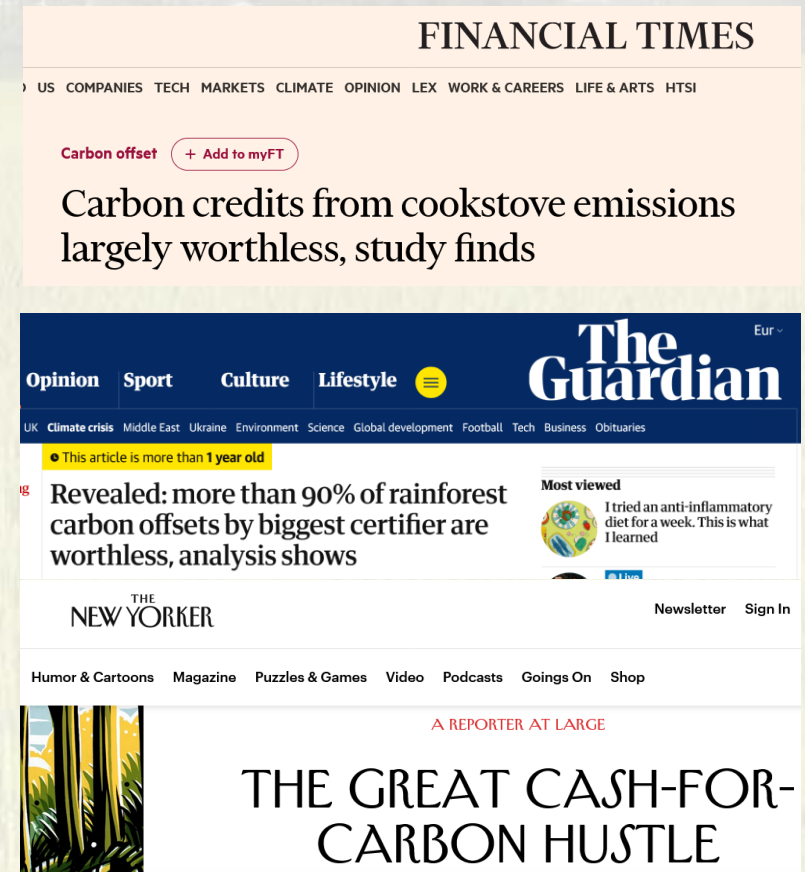 FINANCIAL TIMES
US COMPANIES TECH MARKETS CLIMATE OPINION LEX WORK & CAREERS LIFE & ARTS HTSI
Carbon offset + Add to myFT
Carbon credits from cookstove emissions
largely worthless, study finds
The
Guardian
Eur
Opinion Sport Culture Lifestyle
UK Climate crisis Middle East Ukraine Environment Science Global development Football Tech Business Obituaries
This article is more than 1 year old
Revealed: more than 90% of rainforest
carbon offsets by biggest certifier are
worthless, analysis shows
Most viewed
I tried an anti-inflammatory
diet for a week. This is what
I learned
Live
THE
NEW YORKER
Newsletter Sign In
Humor & Cartoons Magazine Puzzles & Games Video Podcasts Goings On Shop
A REPORTER AT LARGE
THE GREAT CASH-FOR-
CARBON HUSTLE